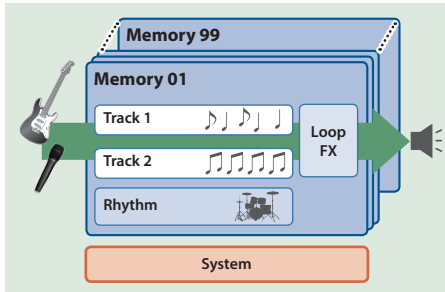 Memory 99
Memory 01
Track 1
Track 2
Loop
FX
Rhythm
System